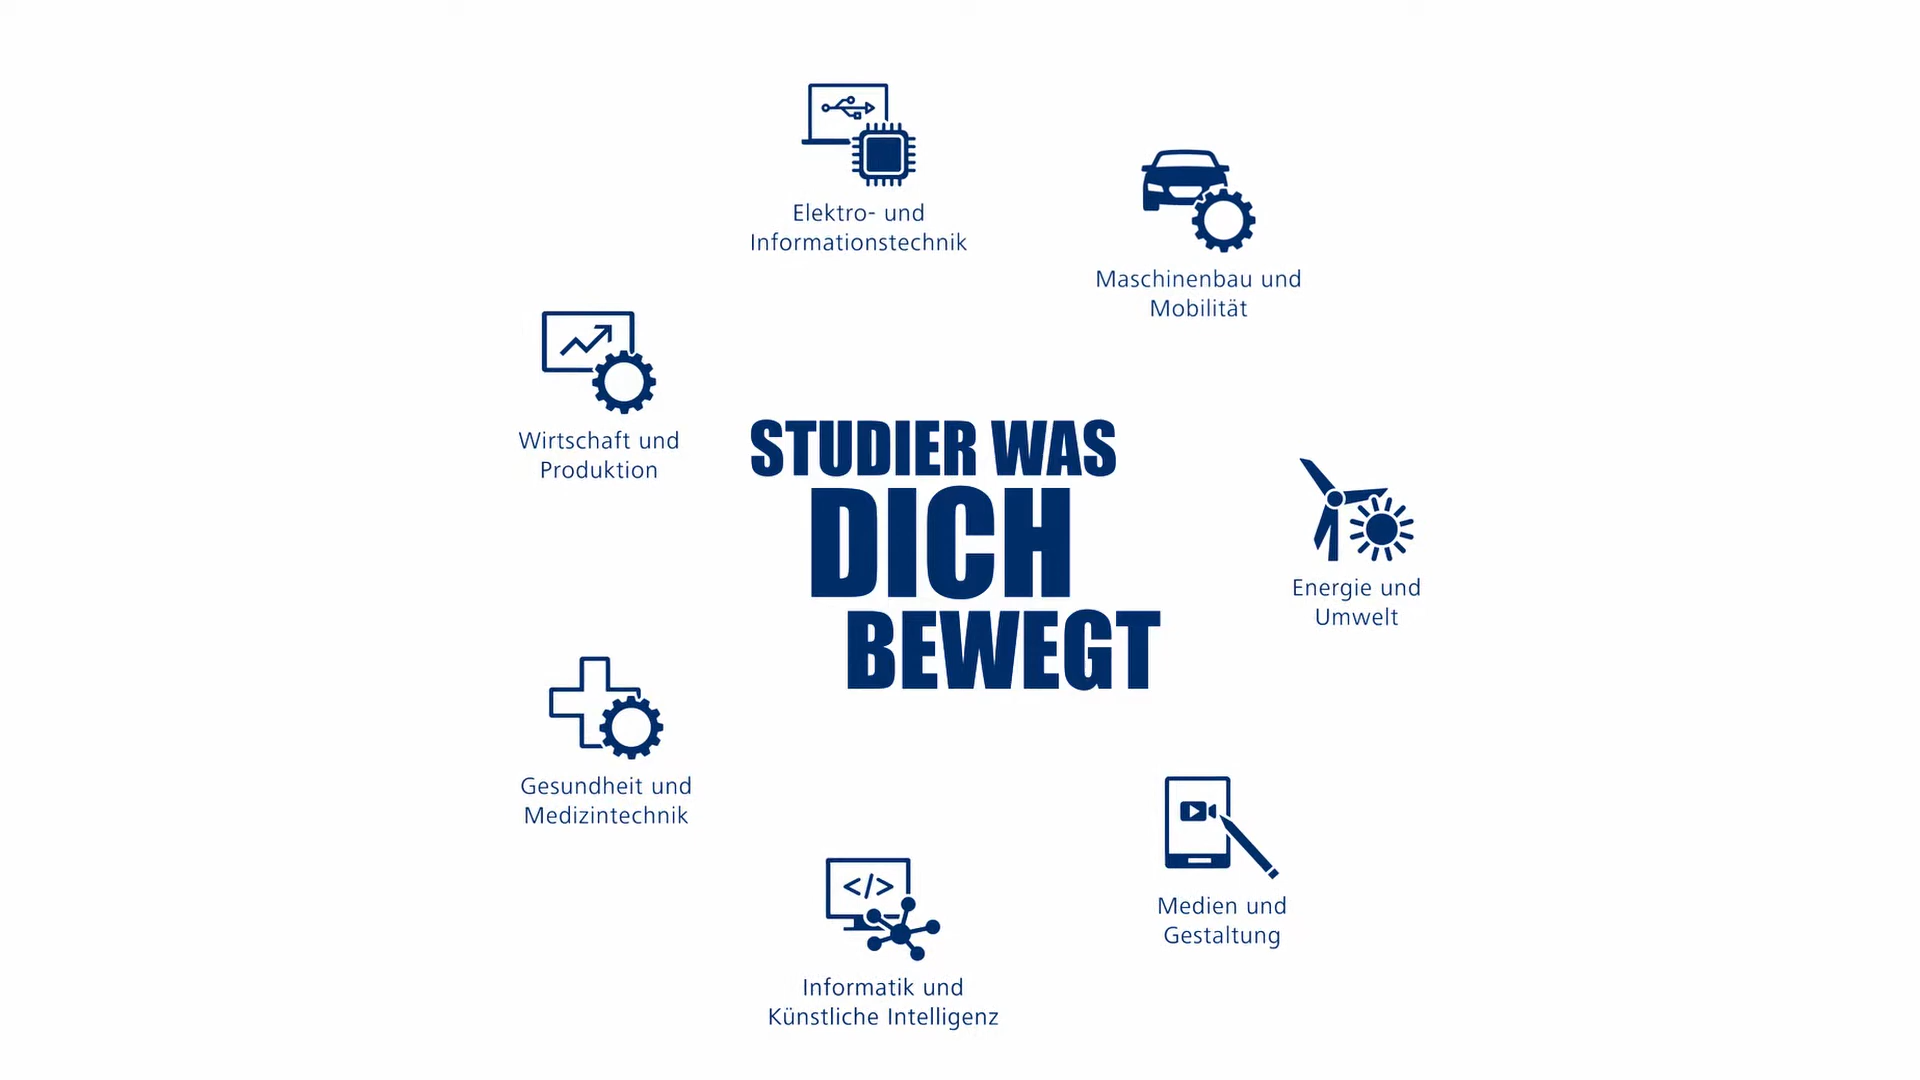 Elektro- und
Informationstechnik
Maschinenbau und
Mobilität
Wirtschaft und
Produktion
STUDIER WAS
DICH
BEWEGT
Energie und
Umwelt
Gesundheit und
Medizintechnik
Medien und
Gestaltung
</>
Informatik und
Künstliche Intelligenz